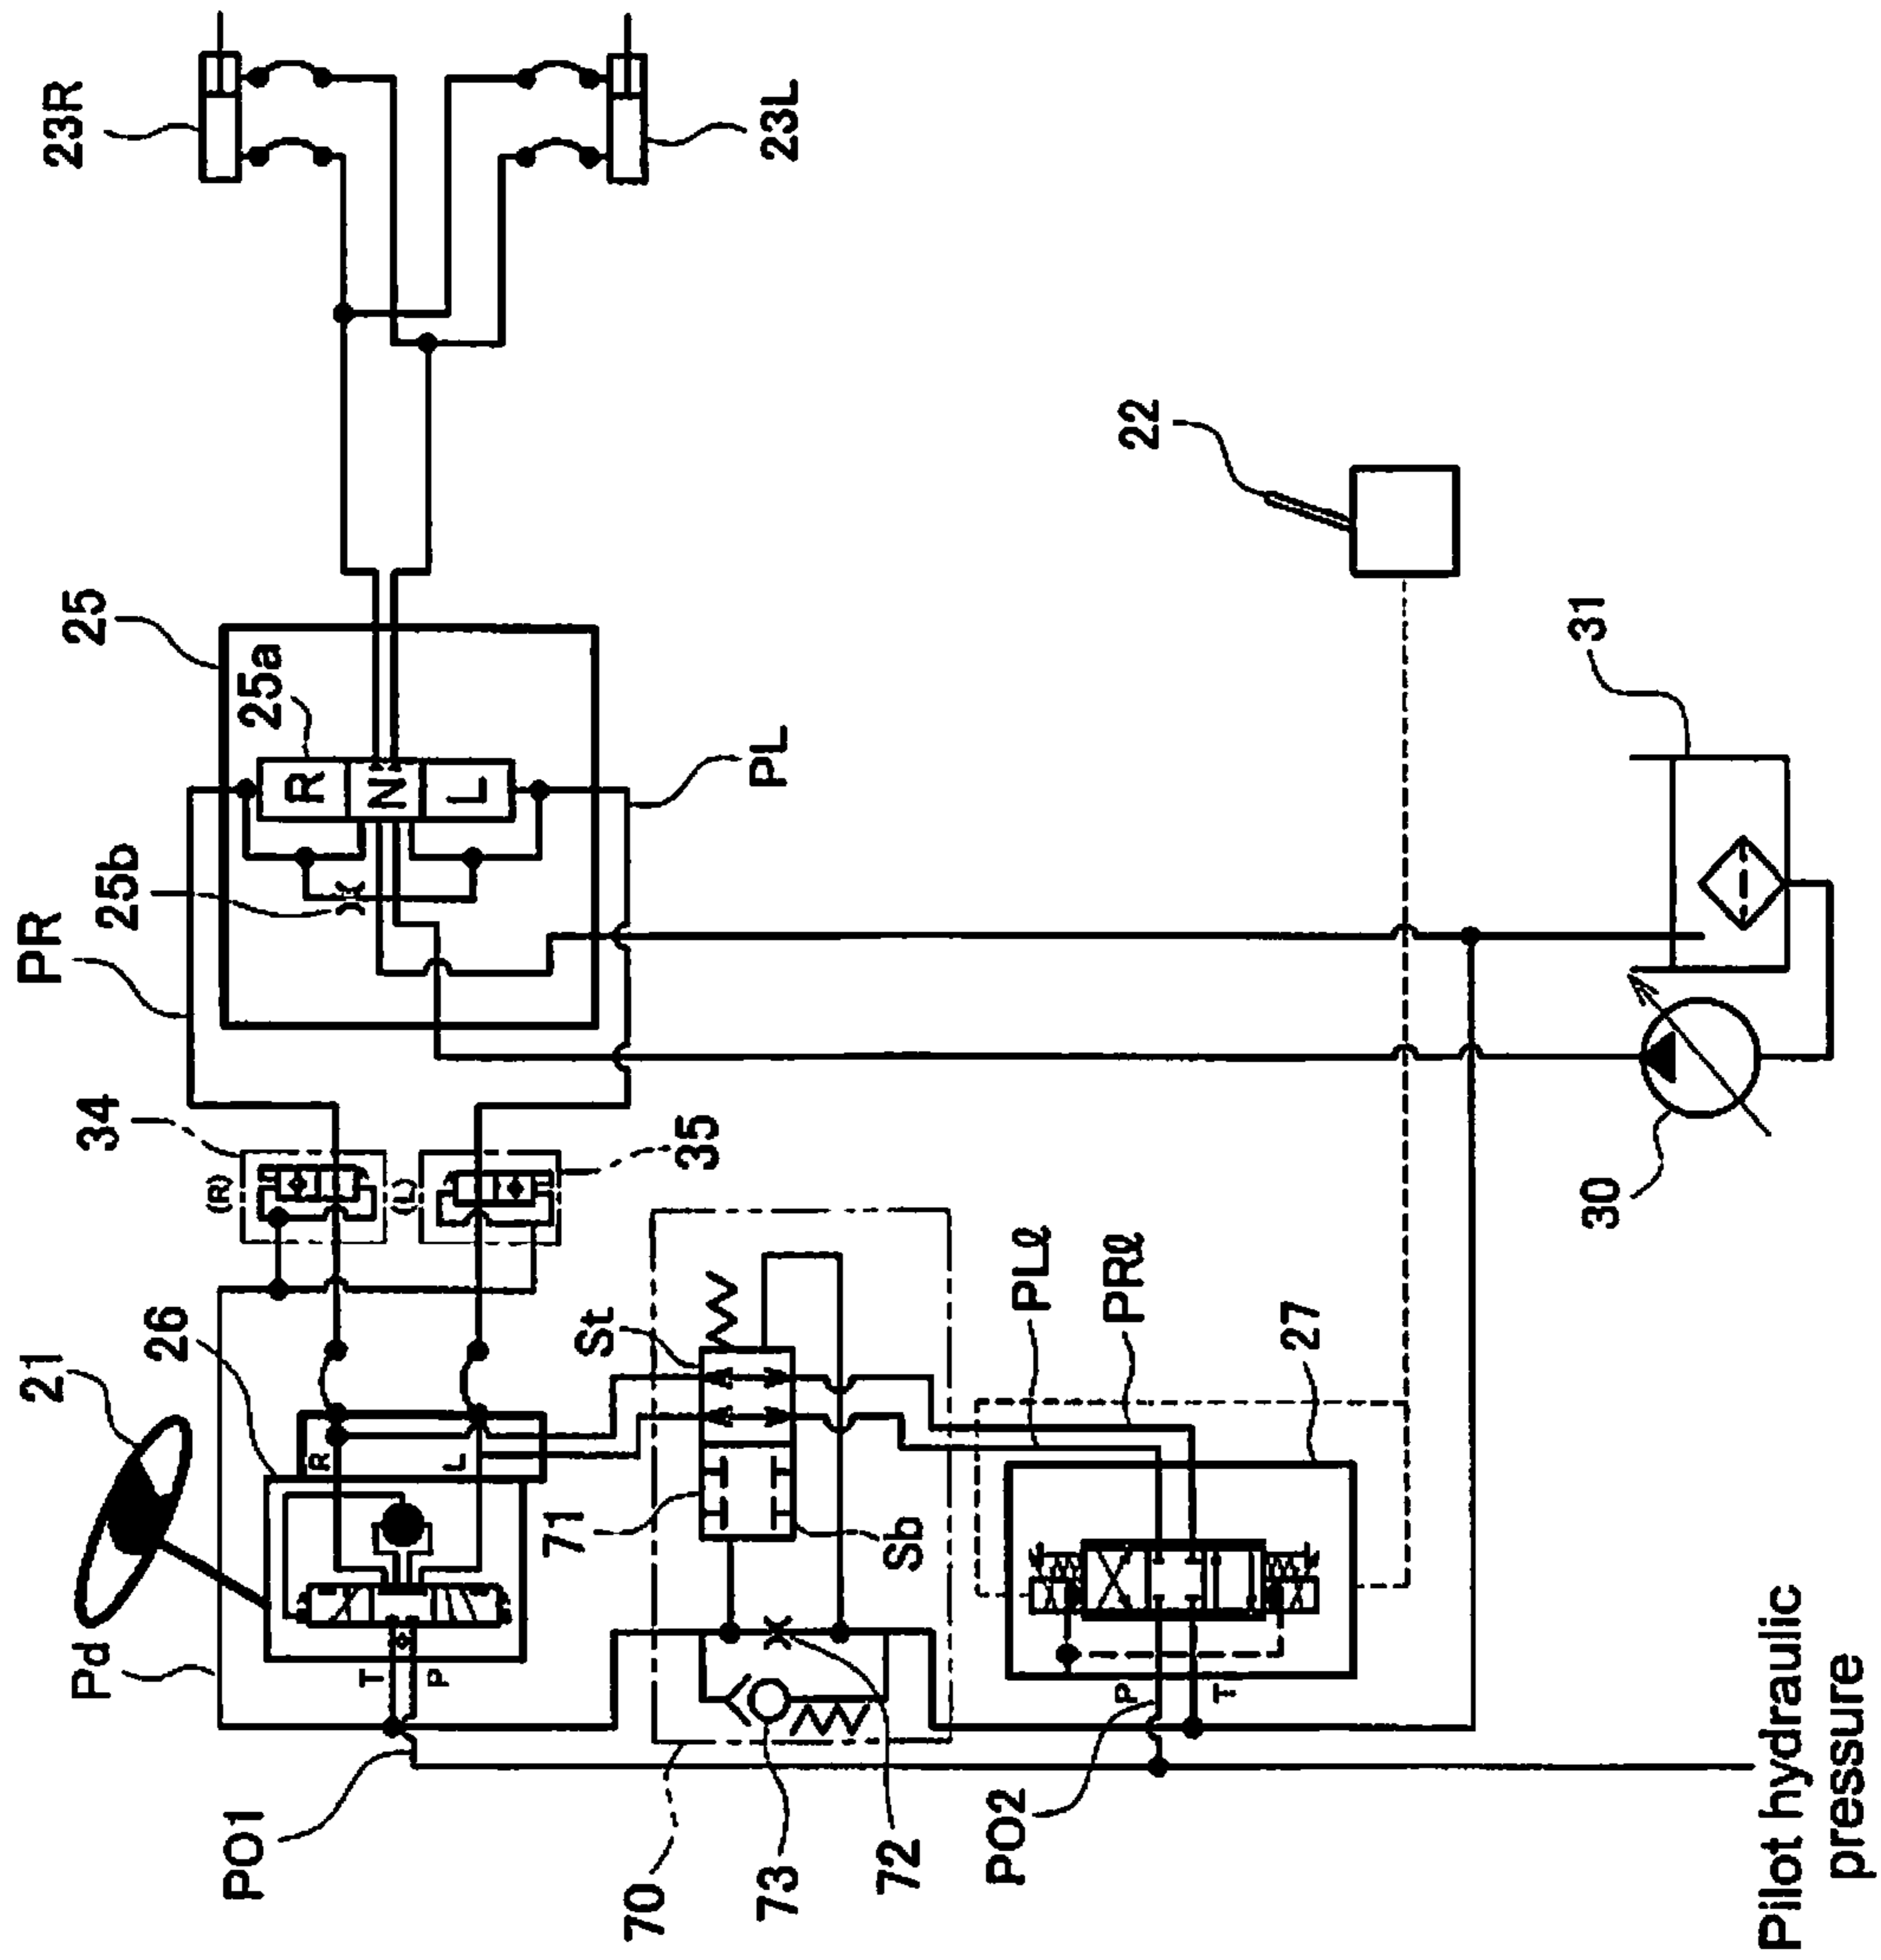 23R
23L
25
25a
R
N
L
25b
PR
PL
22
31
30
34
(R)
(L)
35
21
26
R
L
T
P
Pd
PO1
St
71
Sb
70
73
72
PLℓ
PRℓ
27
P
T
PO2
Pilot hydraulic
pressure